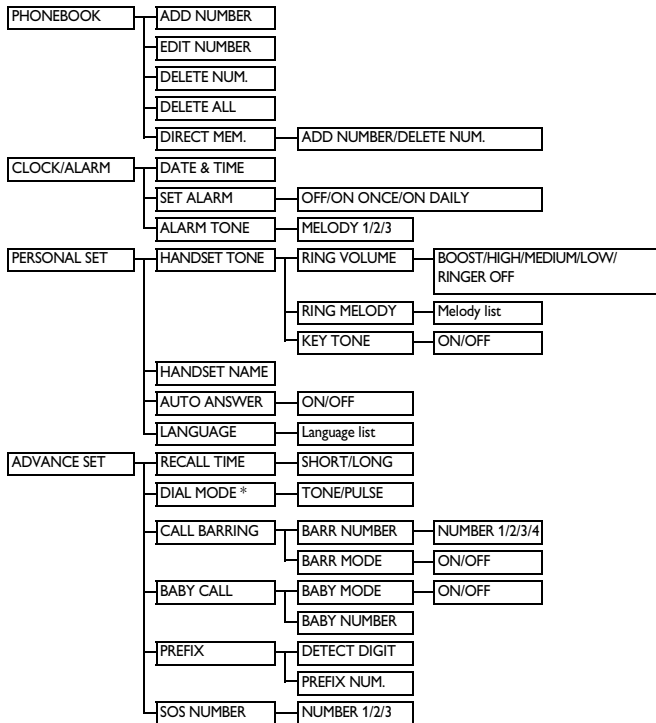 PHONEBOOK ADD NUMBER
EDIT NUMBER
DELETE NUM.
DELETE ALL
DIRECT MEM. ADD NUMBER/DELETE NUM.
CLOCK/ALARM DATE & TIME
SET ALARM OFF/ON ONCE/ON DAILY
ALARM TONE MELODY 1/2/3
PERSONAL SET HANDSET TONE RING VOLUME BOOST/HIGH/MEDIUM/LOW/
RINGER OFF
RING MELODY Melody list
KEY TONE ON/OFF
HANDSET NAME
AUTO ANSWER ON/OFF
LANGUAGE Language list
ADVANCE SET RECALL TIME SHORT/LONG
DIAL MODE * TONE/PULSE
CALL BARRING BARR NUMBER NUMBER 1/2/3/4
BARR MODE ON/OFF
BABY CALL BABY MODE ON/OFF
BABY NUMBER
PREFIX DETECT DIGIT
PREFIX NUM.
SOS NUMBER NUMBER 1/2/3